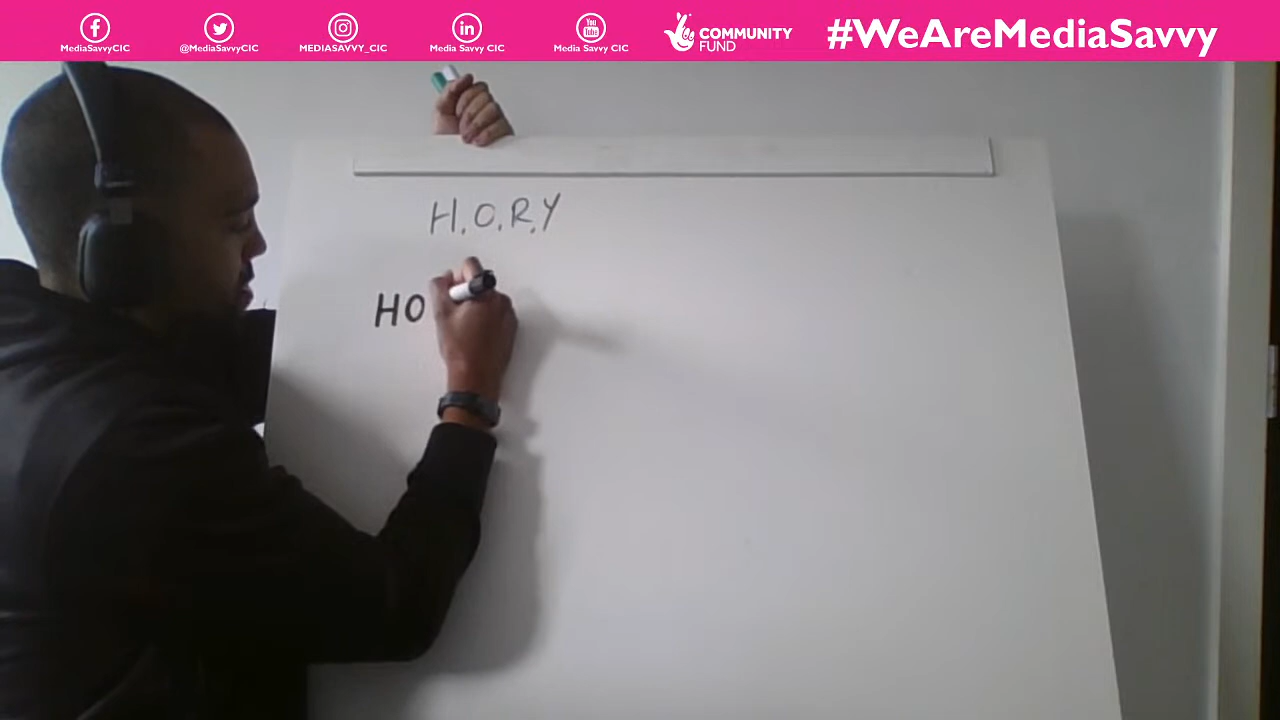 MediaSavvyCIC
@MediaSavvyCIC
MEDIASAVVY_CIC
Media Savvy CIC
You Tube
Media Savvy CIC
COMMUNITY
FUND
#WeAreMediaSavvy
H.O.R.Y
HO